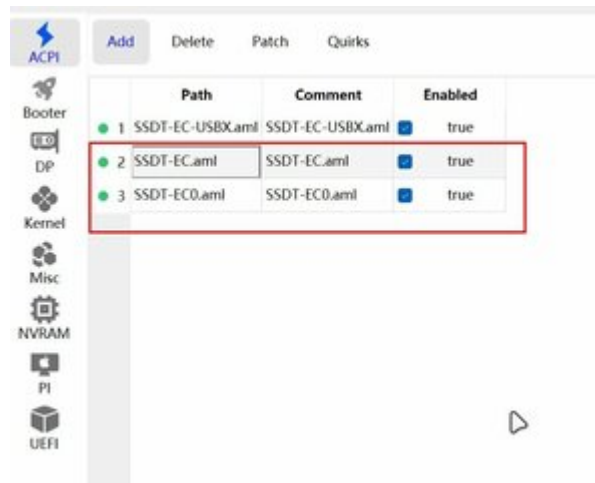 ACPI
Add Delete Patch Quirks
Booter
Path Comment Enabled
1 SSDT-EC-USBX.aml SSDT-EC-USBX.aml true
DP
2 SSDT-EC.aml SSDT-EC.aml true
3 SSDT-EC0.aml SSDT-EC0.aml true
Kernel
Misc
NVRAM
PI
UEFI